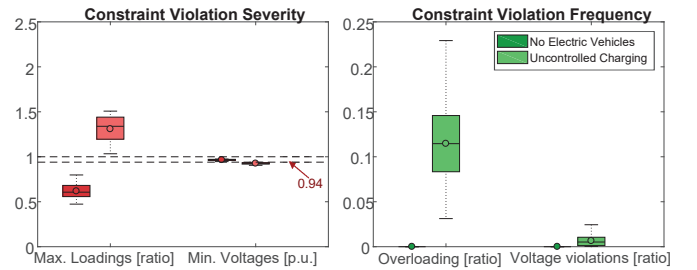 Constraint Violation Severity
2.5
2
1.5
1
0.5
0
0.94
Max. Loadings [ratio]
Min. Voltages [p.u.]
Constraint Violation Frequency
0.25
0.2
0.15
0.1
0.05
0
No Electric Vehicles
Uncontrolled Charging
Overloading [ratio]
Voltage violations [ratio]